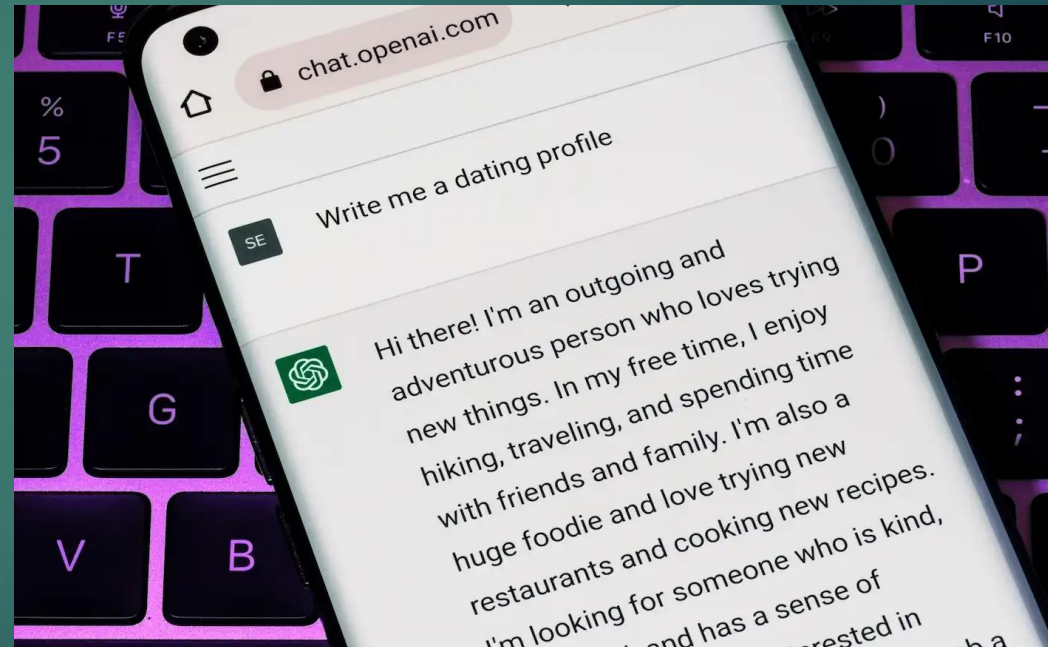 F5
F9
F10
%
5
)
0
T
P
G
:
;
V
B
chat.openai.com
SE
Write me a dating profile
Hi there! I'm an outgoing and
adventurous person who loves trying
new things. In my free time, I enjoy
hiking, traveling, and spending time
with friends and family. I'm also a
huge foodie and love trying new
restaurants and cooking new recipes.
I'm looking for someone who is kind,
and has a sense of
in
a